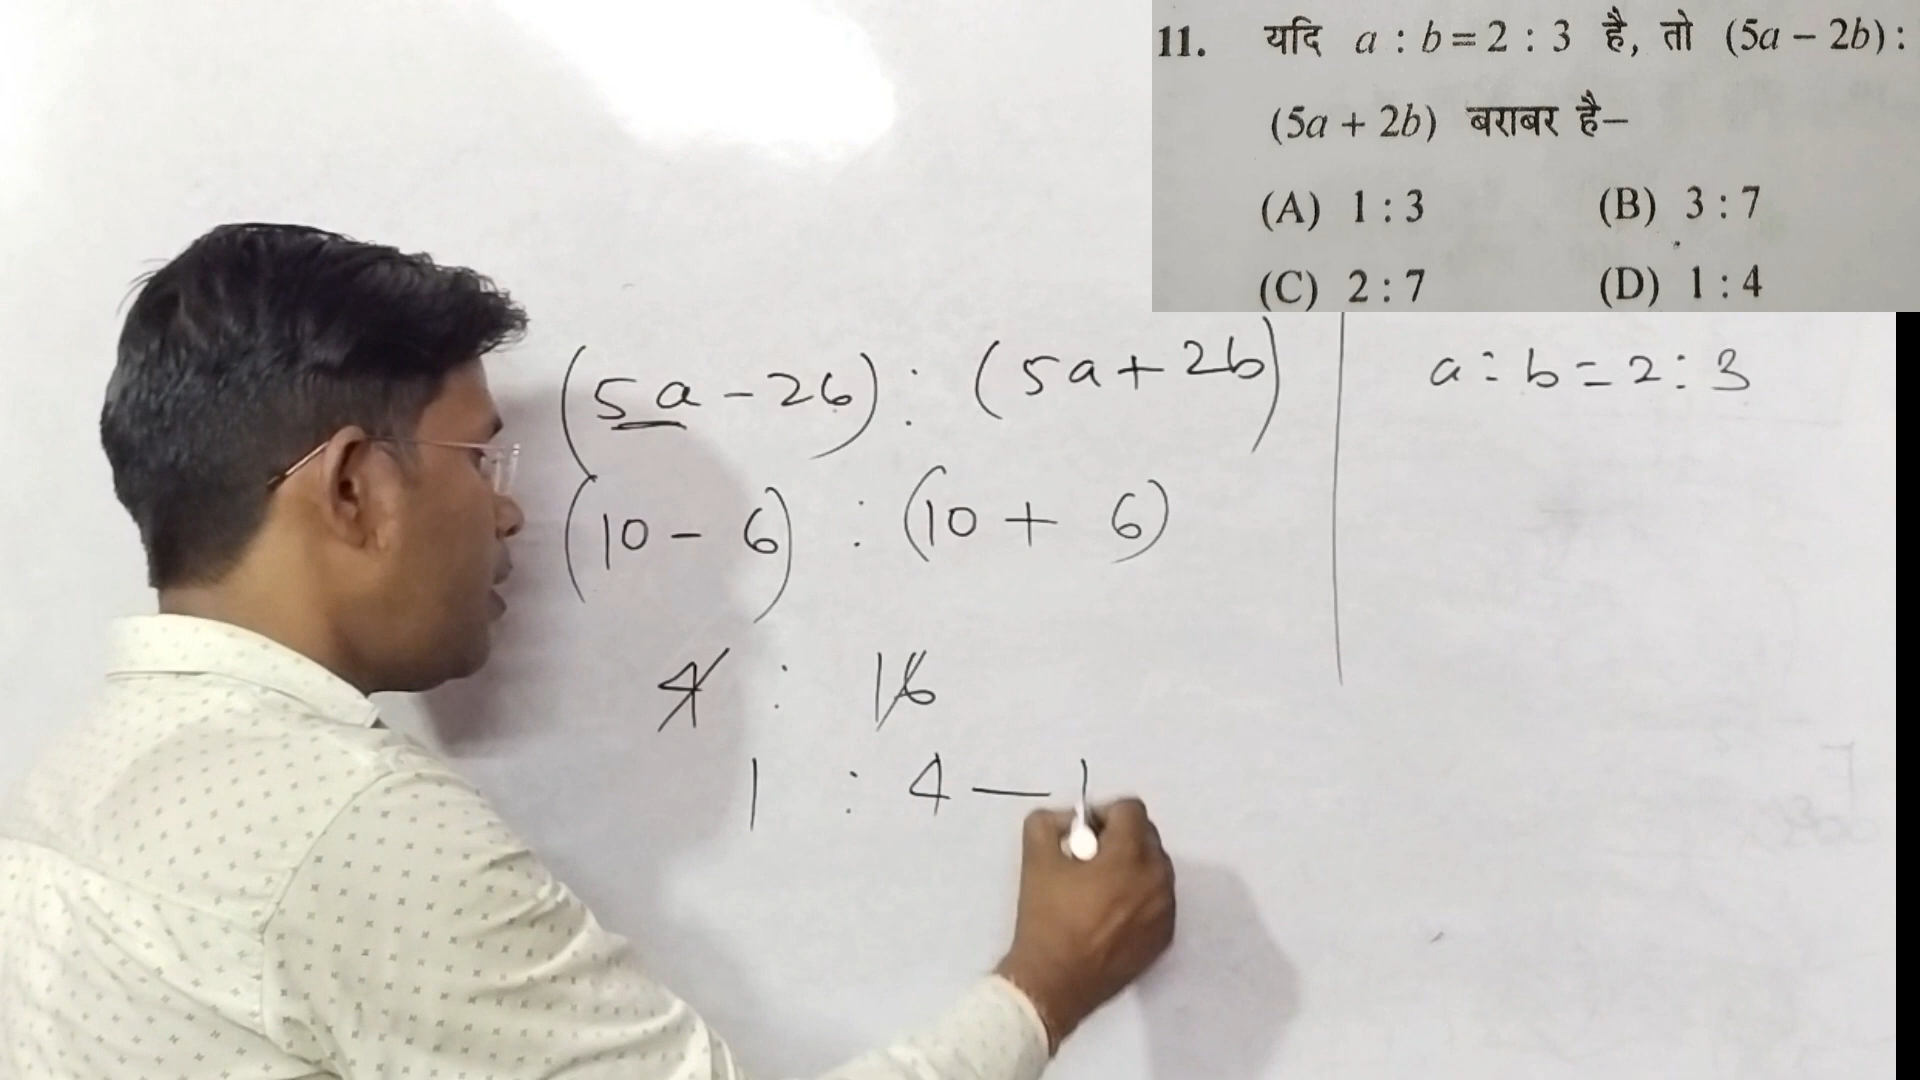 11. यदि a : b = 2 : 3 है, तो (5a – 2b) :
(5a + 2b) बराबर है–
(A) 1 : 3 (B) 3 : 7
(C) 2 : 7 (D) 1 : 4
(5a - 2b) : (5a + 2b)
a : b = 2 : 3
(10 - 6) : (10 + 6)
4 : 16
1 : 4 —